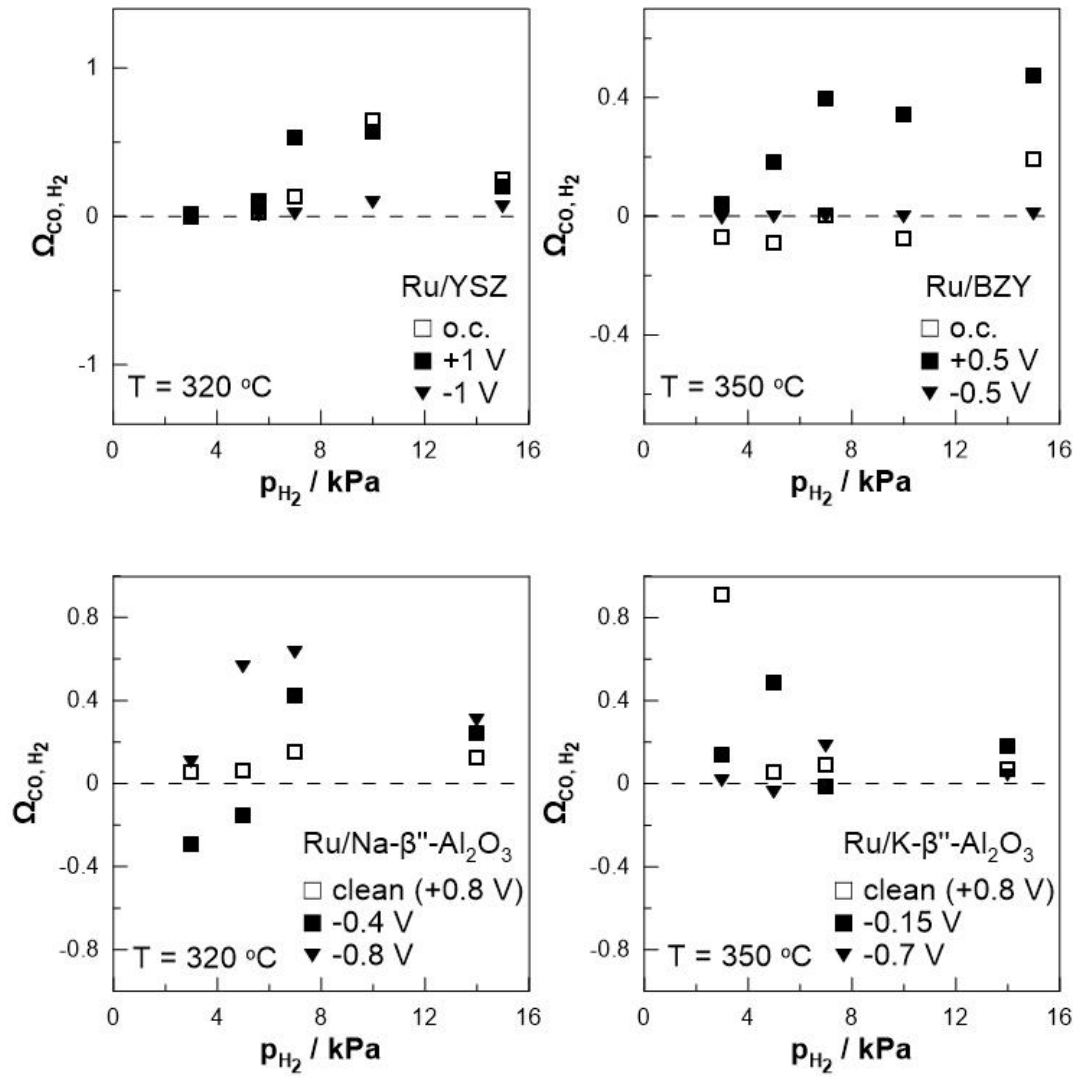 1
0
-1
Ω_CO, H₂
Ru/YSZ
o.c.
+1 V
-1 V
T = 320 °C
0 4 8 12 16
p_H₂ / kPa
0.4
0
-0.4
Ω_CO, H₂
Ru/BZY
o.c.
+0.5 V
-0.5 V
T = 350 °C
0 4 8 12 16
p_H₂ / kPa
0.8
0.4
0
-0.4
-0.8
Ω_CO, H₂
Ru/Na-β"-Al₂O₃
clean (+0.8 V)
-0.4 V
-0.8 V
T = 320 °C
0 4 8 12 16
p_H₂ / kPa
0.8
0.4
0
-0.4
-0.8
Ω_CO, H₂
Ru/K-β"-Al₂O₃
clean (+0.8 V)
-0.15 V
-0.7 V
T = 350 °C
0 4 8 12 16
p_H₂ / kPa